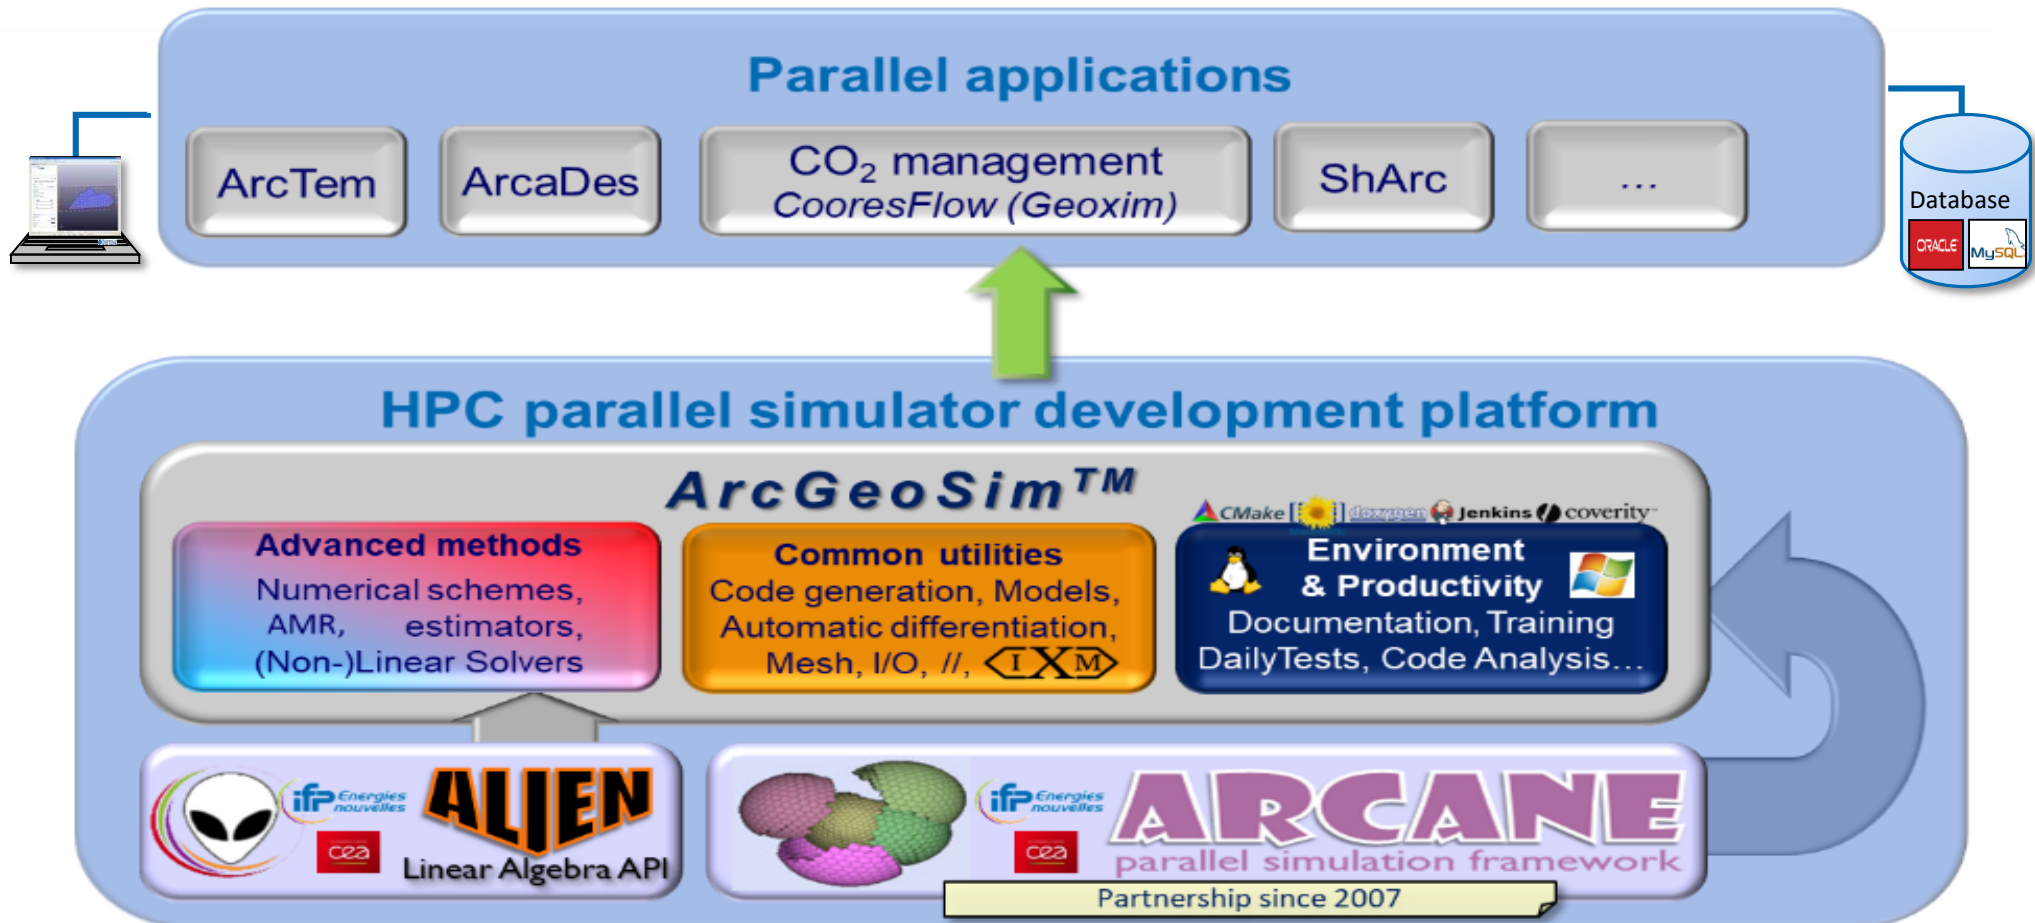 Parallel applications
ArcTem
ArcaDes
CO₂ management
CooresFlow (Geoxim)
ShArc
...
Database
ORACLE
MySQL
HPC parallel simulator development platform
ArcGeoSim™
Advanced methods
Numerical schemes,
AMR, estimators,
(Non-)Linear Solvers
Common utilities
Code generation, Models,
Automatic differentiation,
Mesh, I/O, //, IXM
CMake doxygen Jenkins coverity
Environment
& Productivity
Documentation, Training
DailyTests, Code Analysis...
ifp Energies
nouvelles
cea
ALIEN
Linear Algebra API
ifp Energies
nouvelles
cea
ARCANE
parallel simulation framework
Partnership since 2007